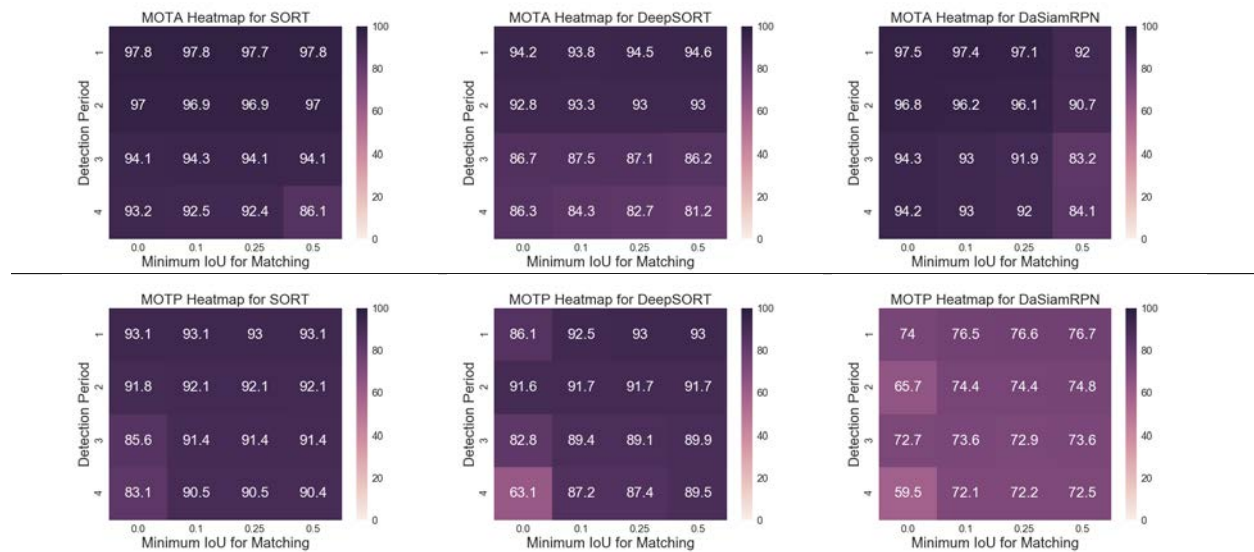 MOTA Heatmap for SORT
1 97.8 97.8 97.7 97.8
2 97 96.9 96.9 97
3 94.1 94.3 94.1 94.1
4 93.2 92.5 92.4 86.1
0.0 0.1 0.25 0.5
Detection Period
Minimum IoU for Matching
100
80
60
40
20
0
MOTA Heatmap for DeepSORT
1 94.2 93.8 94.5 94.6
2 92.8 93.3 93 93
3 86.7 87.5 87.1 86.2
4 86.3 84.3 82.7 81.2
0.0 0.1 0.25 0.5
Detection Period
Minimum IoU for Matching
100
80
60
40
20
0
MOTA Heatmap for DaSiamRPN
1 97.5 97.4 97.1 92
2 96.8 96.2 96.1 90.7
3 94.3 93 91.9 83.2
4 94.2 93 92 84.1
0.0 0.1 0.25 0.5
Detection Period
Minimum IoU for Matching
100
80
60
40
20
0
MOTP Heatmap for SORT
1 93.1 93.1 93 93.1
2 91.8 92.1 92.1 92.1
3 85.6 91.4 91.4 91.4
4 83.1 90.5 90.5 90.4
0.0 0.1 0.25 0.5
Detection Period
Minimum IoU for Matching
100
80
60
40
20
0
MOTP Heatmap for DeepSORT
1 86.1 92.5 93 93
2 91.6 91.7 91.7 91.7
3 82.8 89.4 89.1 89.9
4 63.1 87.2 87.4 89.5
0.0 0.1 0.25 0.5
Detection Period
Minimum IoU for Matching
100
80
60
40
20
0
MOTP Heatmap for DaSiamRPN
1 74 76.5 76.6 76.7
2 65.7 74.4 74.4 74.8
3 72.7 73.6 72.9 73.6
4 59.5 72.1 72.2 72.5
0.0 0.1 0.25 0.5
Detection Period
Minimum IoU for Matching
100
80
60
40
20
0